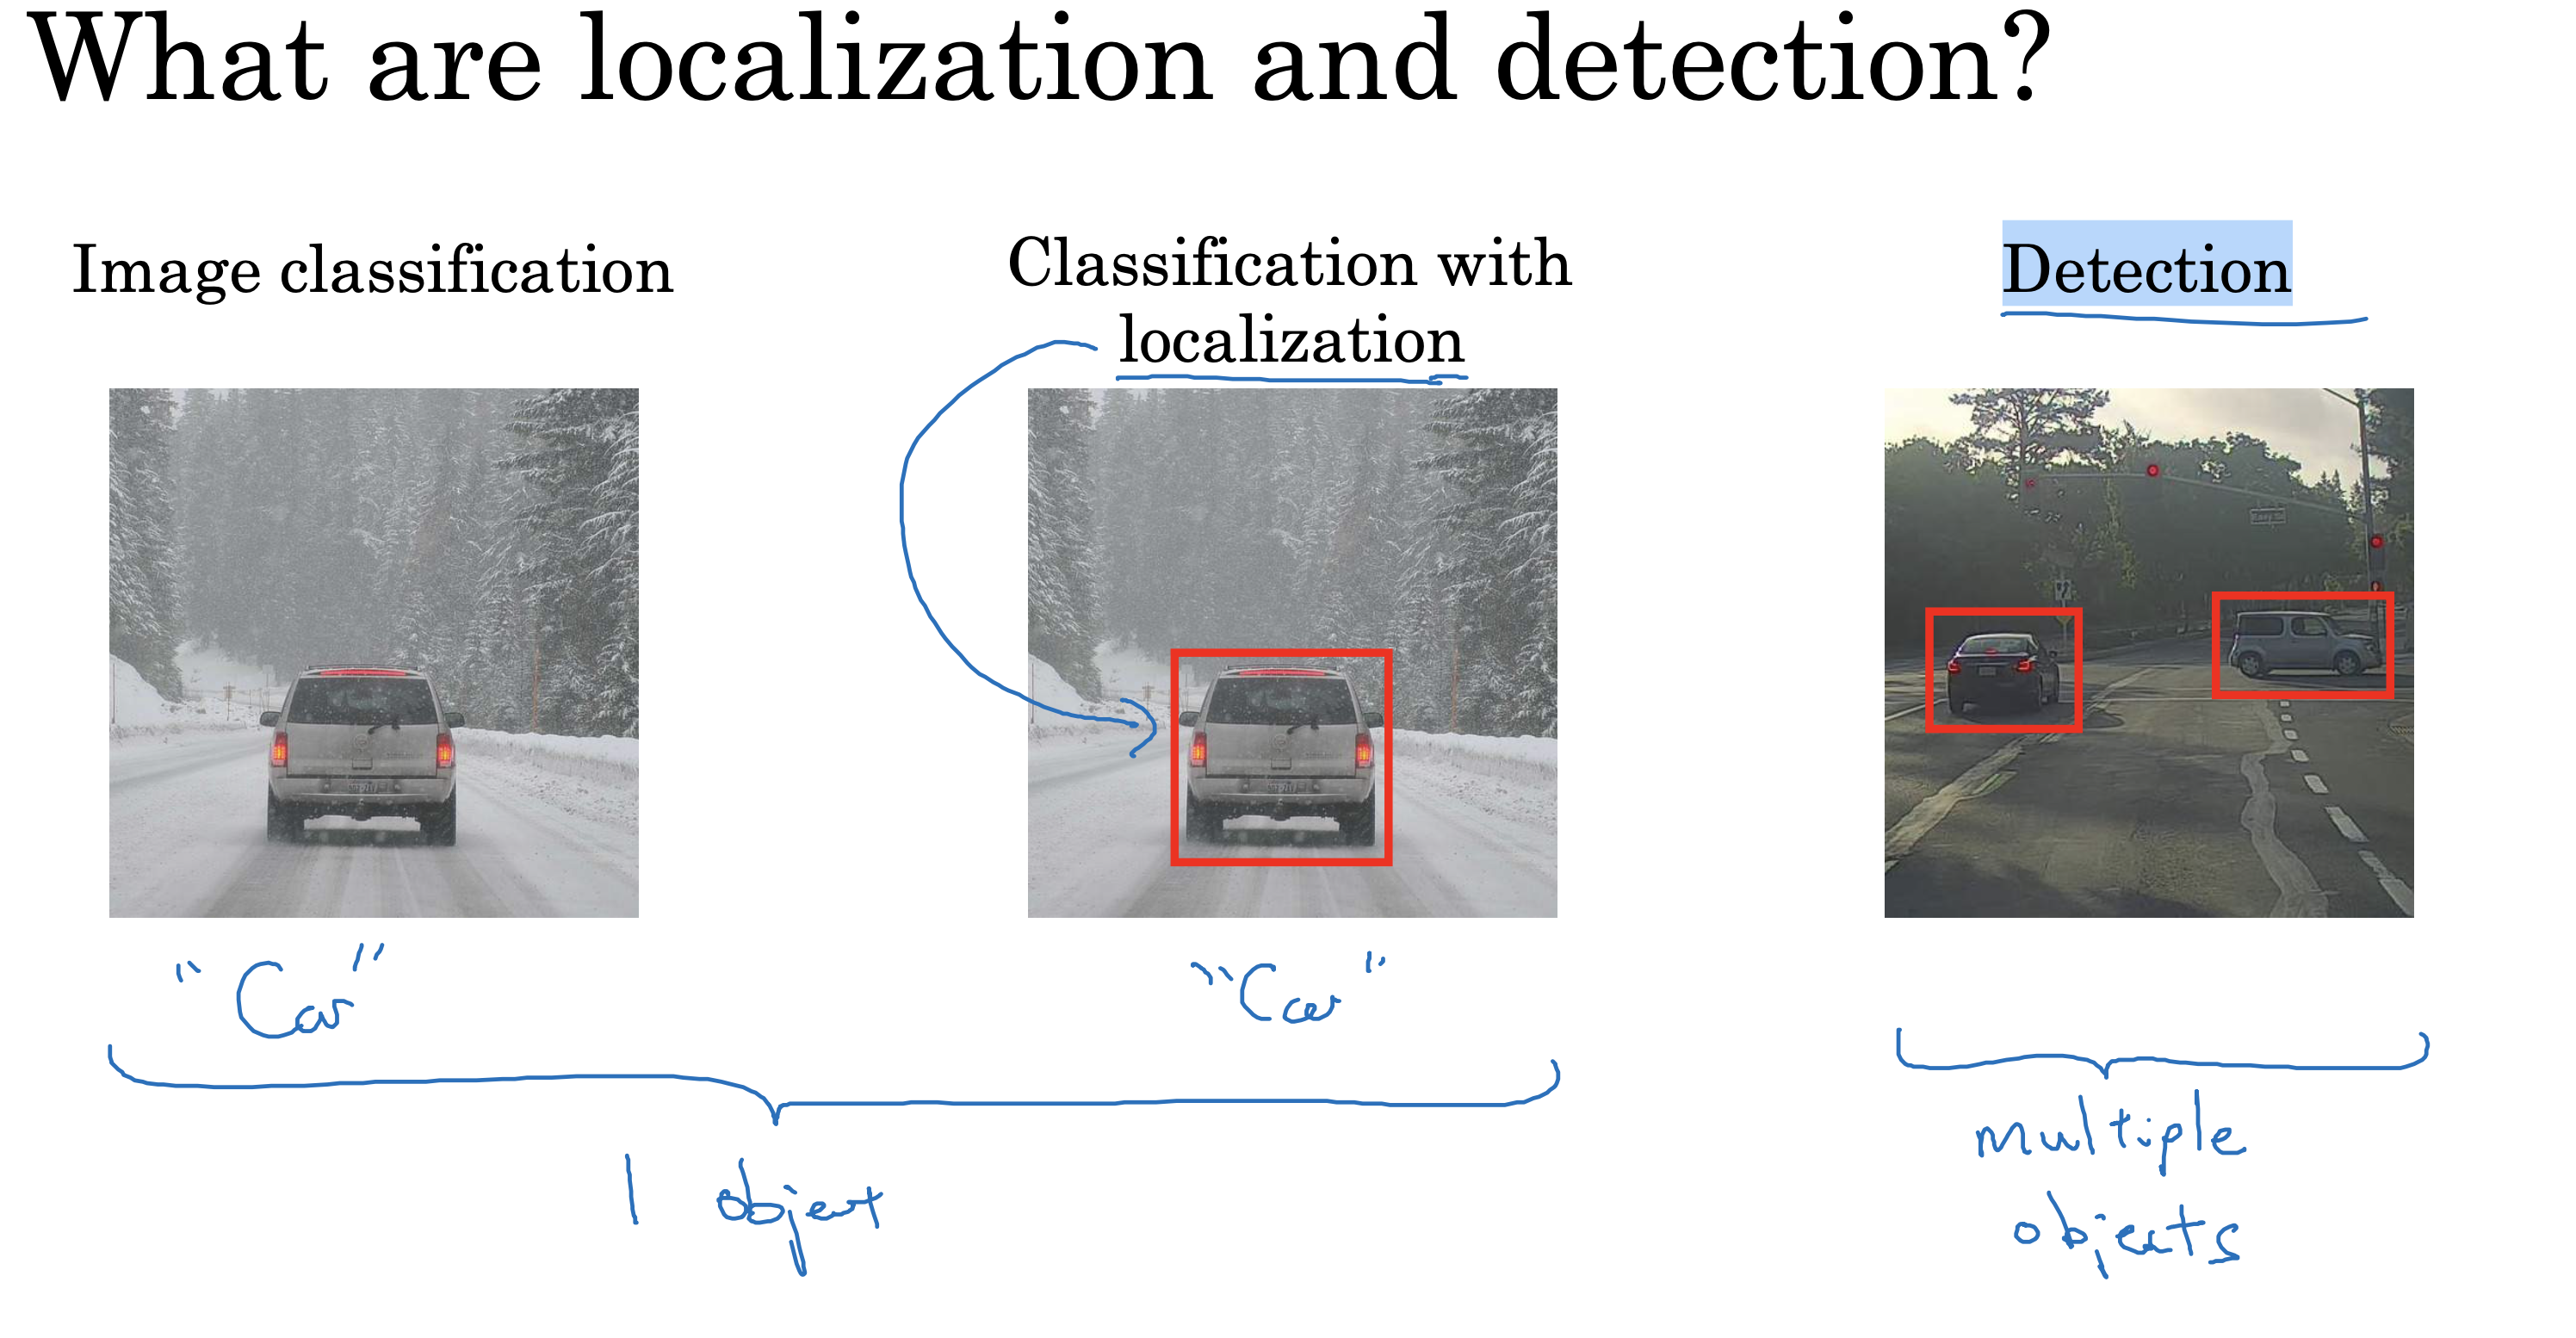 What are localization and detection?
Image classification
Classification with
localization
Detection
"Car"
"Car"
1 object
multiple
objects